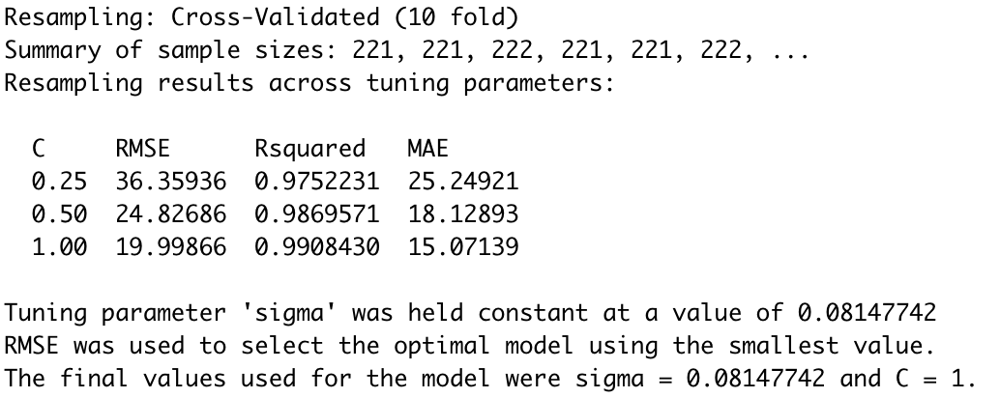 Resampling: Cross-Validated (10 fold)
Summary of sample sizes: 221, 221, 222, 221, 221, 222, ...
Resampling results across tuning parameters:

  C     RMSE      Rsquared   MAE
  0.25  36.35936  0.9752231  25.24921
  0.50  24.82686  0.9869571  18.12893
  1.00  19.99866  0.9908430  15.07139

Tuning parameter 'sigma' was held constant at a value of 0.08147742
RMSE was used to select the optimal model using the smallest value.
The final values used for the model were sigma = 0.08147742 and C = 1.